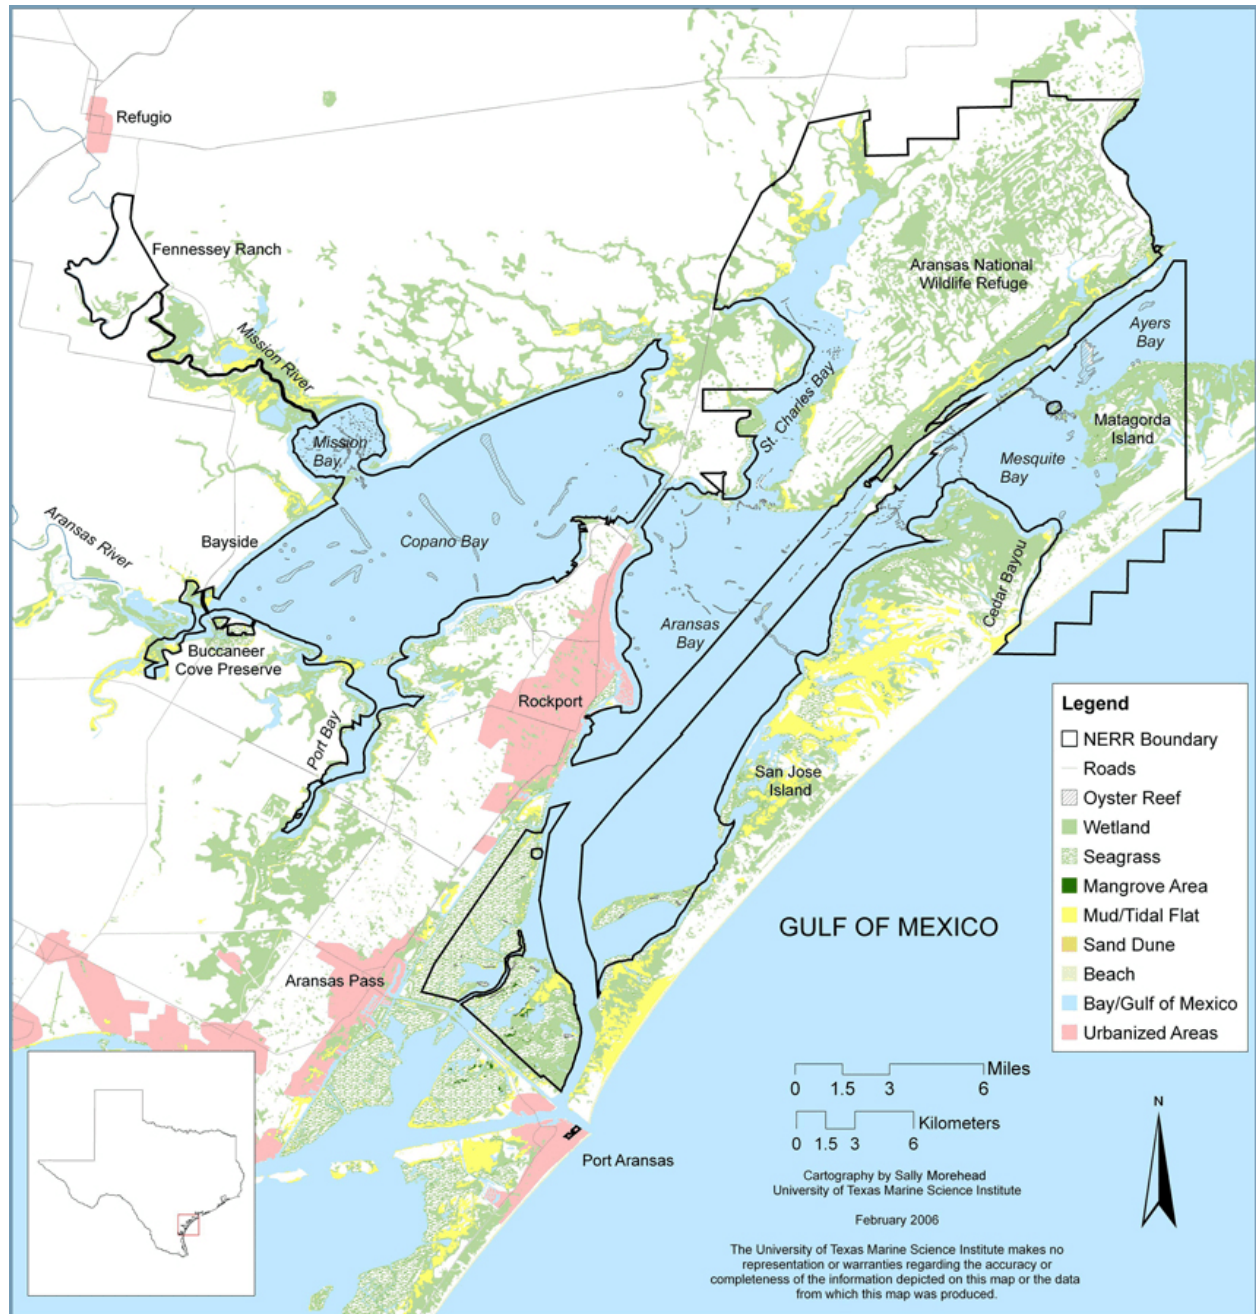 Refugio
Fennessey Ranch
Mission River
Mission
Bay
Aransas River
Bayside
Copano Bay
Buccaneer
Cove Preserve
Port Bay
Rockport
Aransas
Bay
St. Charles Bay
Aransas National
Wildlife Refuge
Ayers
Bay
Matagorda
Island
Mesquite
Bay
Cedar Bayou
San Jose
Island
Aransas Pass
Port Aransas
GULF OF MEXICO
Legend
NERR Boundary
Roads
Oyster Reef
Wetland
Seagrass
Mangrove Area
Mud/Tidal Flat
Sand Dune
Beach
Bay/Gulf of Mexico
Urbanized Areas
Miles
0 1.5 3 6
Kilometers
0 1.5 3 6
N
Cartography by Sally Morehead
University of Texas Marine Science Institute
February 2006
The University of Texas Marine Science Institute makes no
representation or warranties regarding the accuracy or
completeness of the information depicted on this map or the data
from which this map was produced.